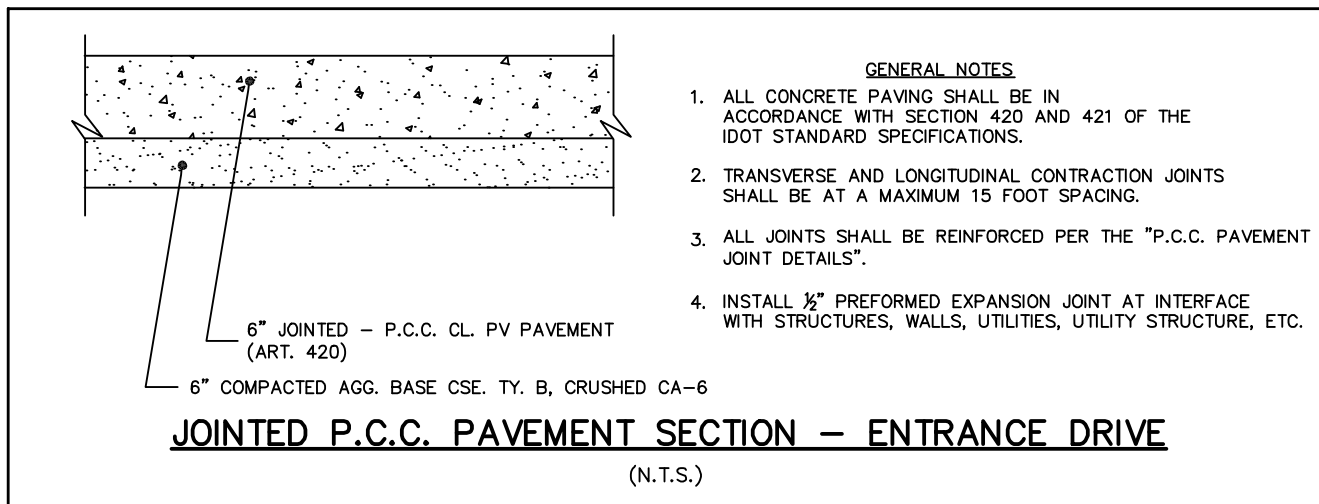 GENERAL NOTES
1. ALL CONCRETE PAVING SHALL BE IN
ACCORDANCE WITH SECTION 420 AND 421 OF THE
IDOT STANDARD SPECIFICATIONS.
2. TRANSVERSE AND LONGITUDINAL CONTRACTION JOINTS
SHALL BE AT A MAXIMUM 15 FOOT SPACING.
3. ALL JOINTS SHALL BE REINFORCED PER THE "P.C.C. PAVEMENT
JOINT DETAILS".
4. INSTALL ½" PREFORMED EXPANSION JOINT AT INTERFACE
WITH STRUCTURES, WALLS, UTILITIES, UTILITY STRUCTURE, ETC.
6" JOINTED – P.C.C. CL. PV PAVEMENT
(ART. 420)
6" COMPACTED AGG. BASE CSE. TY. B, CRUSHED CA-6
JOINTED P.C.C. PAVEMENT SECTION – ENTRANCE DRIVE
(N.T.S.)